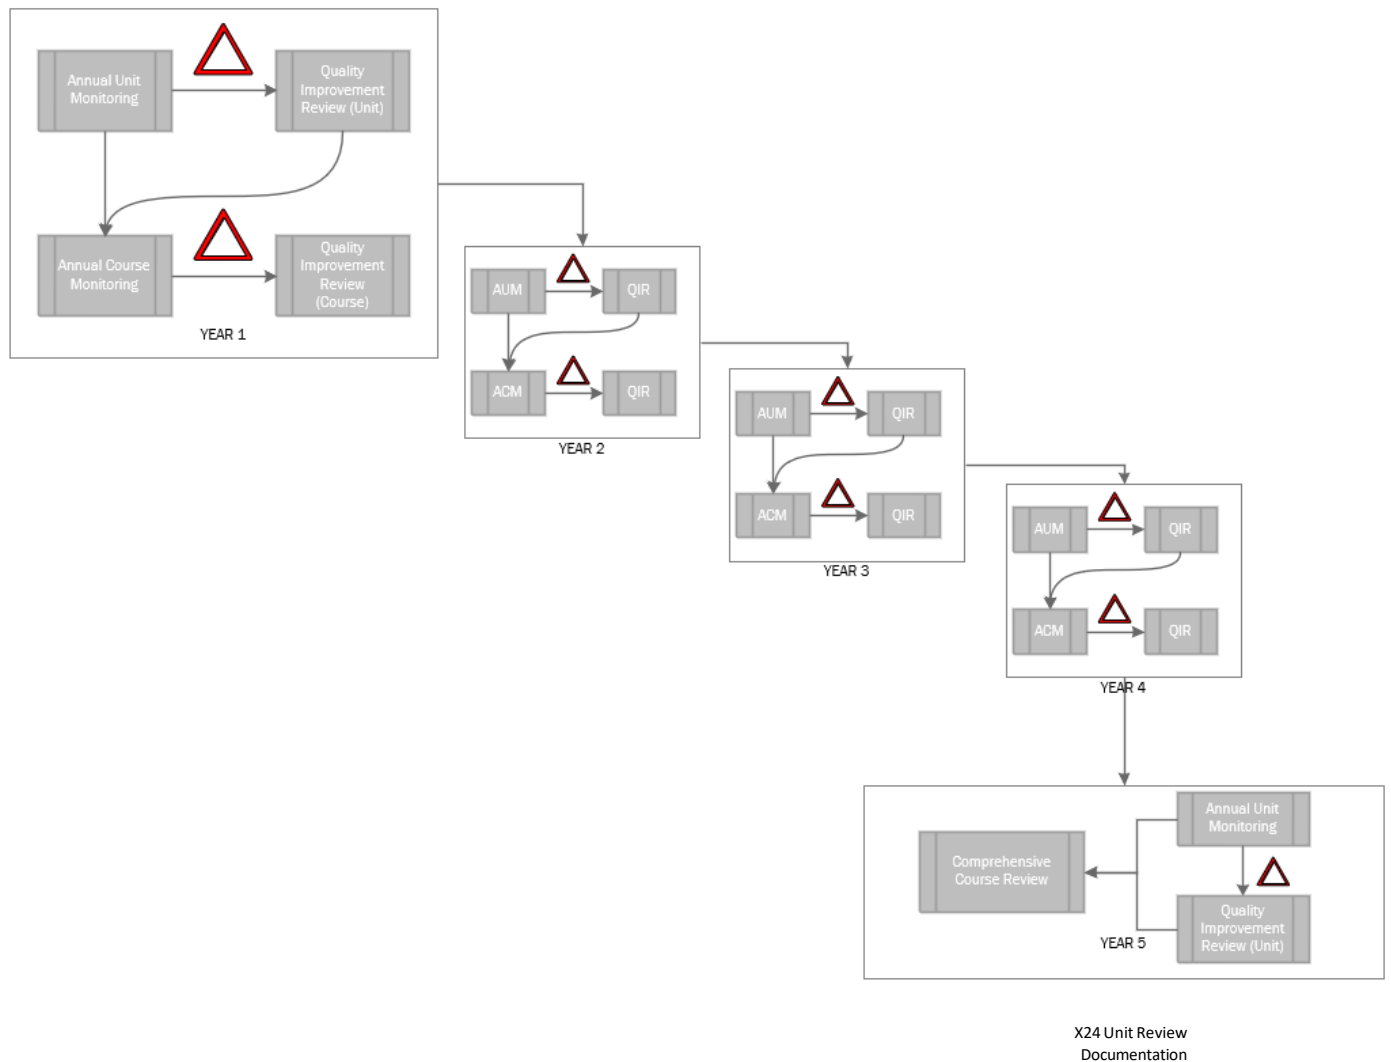 Annual Unit
Monitoring
Quality
Improvement
Review (Unit)
Annual Course
Monitoring
Quality
Improvement
Review
(Course)
YEAR 1
AUM
QIR
ACM
QIR
YEAR 2
AUM
QIR
ACM
QIR
YEAR 3
AUM
QIR
ACM
QIR
YEAR 4
Comprehensive
Course Review
Annual Unit
Monitoring
Quality
Improvement
Review (Unit)
YEAR 5
X24 Unit Review
Documentation